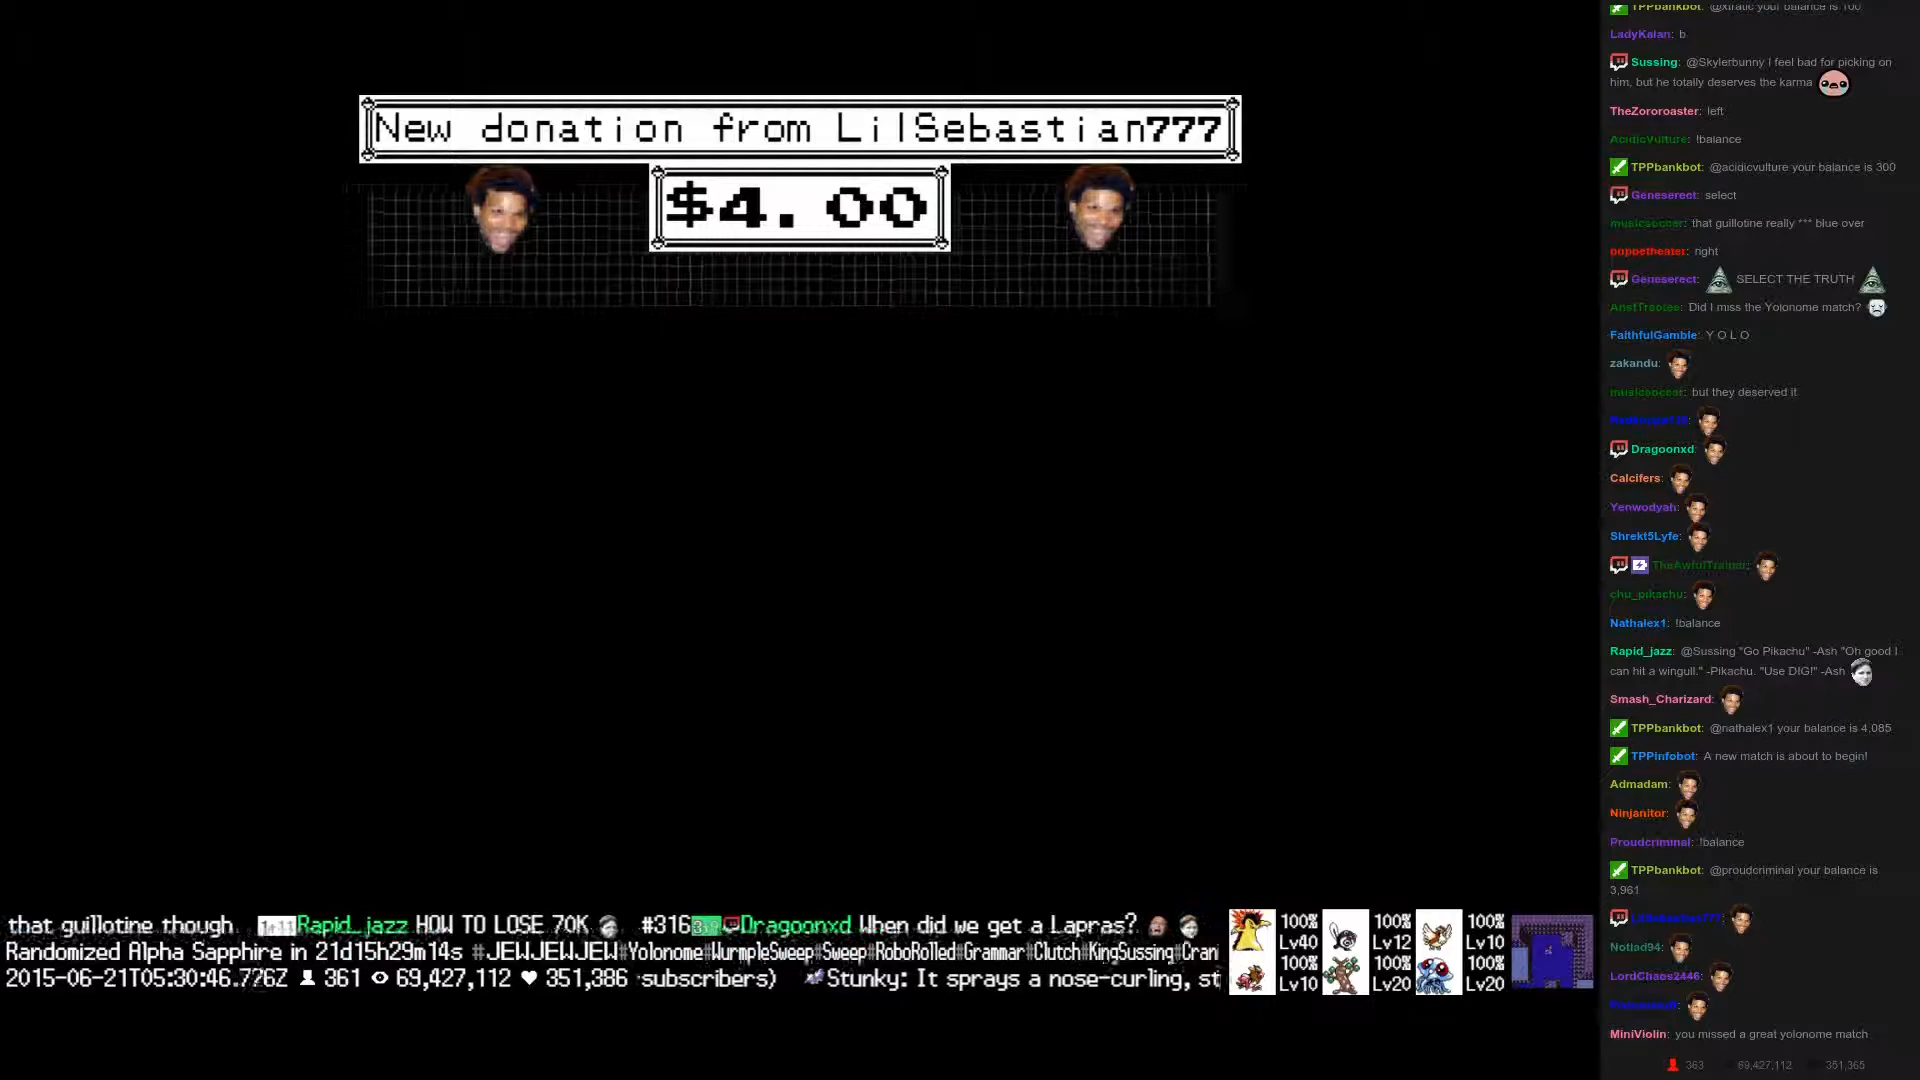 New donation from LilSebastian777
$4.00
TPPbankbot: @xtratic your balance is 100
LadyKalan: b
Sussing: @Skylerbunny I feel bad for picking on
him, but he totally deserves the karma
TheZororoaster: left
AcidicVulture: !balance
TPPbankbot: @acidicvulture your balance is 300
Geneserect: select
musicsoccer: that guillotine really *** blue over
puppetheater: right
Geneserect: SELECT THE TRUTH
Did I miss the Yolonome match?
FaithfulGamble: Y O L O
zakandu:
musicsoccer: but they deserved it
Dragoonxd:
Calcifers:
Yenwodyah:
Shrekt5Lyfe:
TheAwfulTrainer:
chu_pikachu:
Nathalex1: !balance
Rapid_jazz: @Sussing "Go Pikachu" -Ash "Oh good I
can hit a wingull." -Pikachu. "Use DIG!" -Ash
Smash_Charizard:
TPPbankbot: @nathalex1 your balance is 4,085
TPPinfobot: A new match is about to begin!
Admadam:
Ninjanitor:
Proudcriminal: !balance
TPPbankbot: @proudcriminal your balance is
3,961
Lilsebastian777:
Notlad94:
LordChaos2446:
MiniViolin: you missed a great yolonome match
363 69,427,112 351,365
that guillotine though. Rapid_jazz HOW TO LOSE 70K #316 Dragoonxd When did we get a Lapras?
Randomized Alpha Sapphire in 21d15h29m14s #JEWJEWJEW#Yolonome#WurmpleSweep#Sweep#RoboRolled#Grammar#Clutch#KingSussing#Crani
2015-06-21T05:30:46.726Z 361 69,427,112 351,386 subscribers) Stunky: It sprays a nose-curling, st
100% 100% 100%
Lv40 Lv12 Lv10
100% 100% 100%
Lv10 Lv20 Lv20